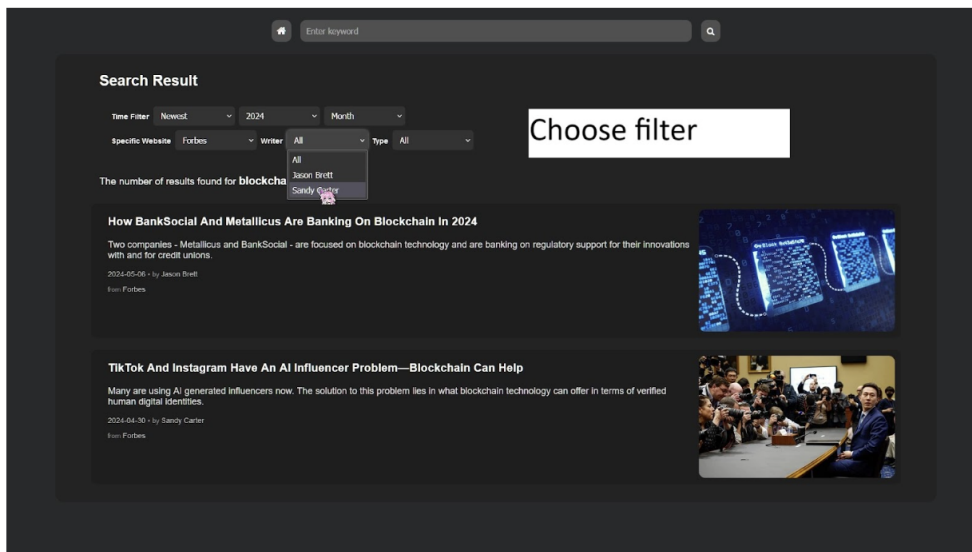 Enter keyword
Search Result
Time Filter Newest 2024 Month
Choose filter
Specific Website Forbes Writer All Type All
All
Jason Brett
Sandy Carter
The number of results found for blockcha
How BankSocial And Metallicus Are Banking On Blockchain In 2024
Two companies - Metallicus and BankSocial - are focused on blockchain technology and are banking on regulatory support for their innovations
with and for credit unions.
2024-05-06 • by Jason Brett
from Forbes
TikTok And Instagram Have An AI Influencer Problem—Blockchain Can Help
Many are using AI generated influencers now. The solution to this problem lies in what blockchain technology can offer in terms of verified
human digital identities.
2024-04-30 • by Sandy Carter
from Forbes